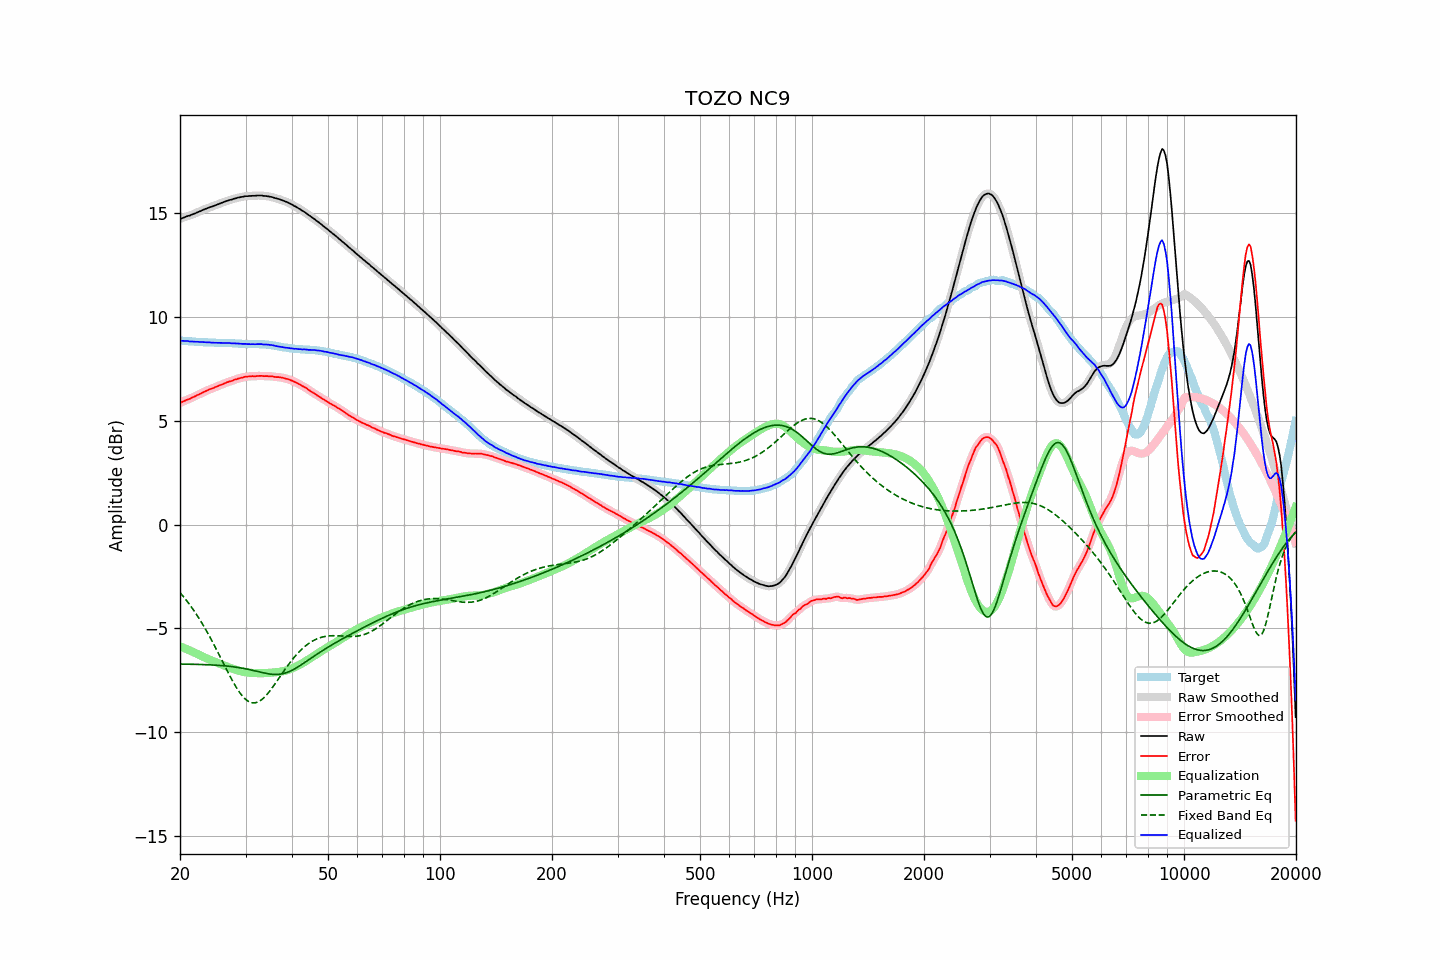 TOZO NC9
Amplitude (dBr)
15
10
5
0
−5
−10
−15
20
50
100
200
500
1000
2000
5000
10000
20000
Frequency (Hz)
Target
Raw Smoothed
Error Smoothed
Raw
Error
Equalization
Parametric Eq
Fixed Band Eq
Equalized